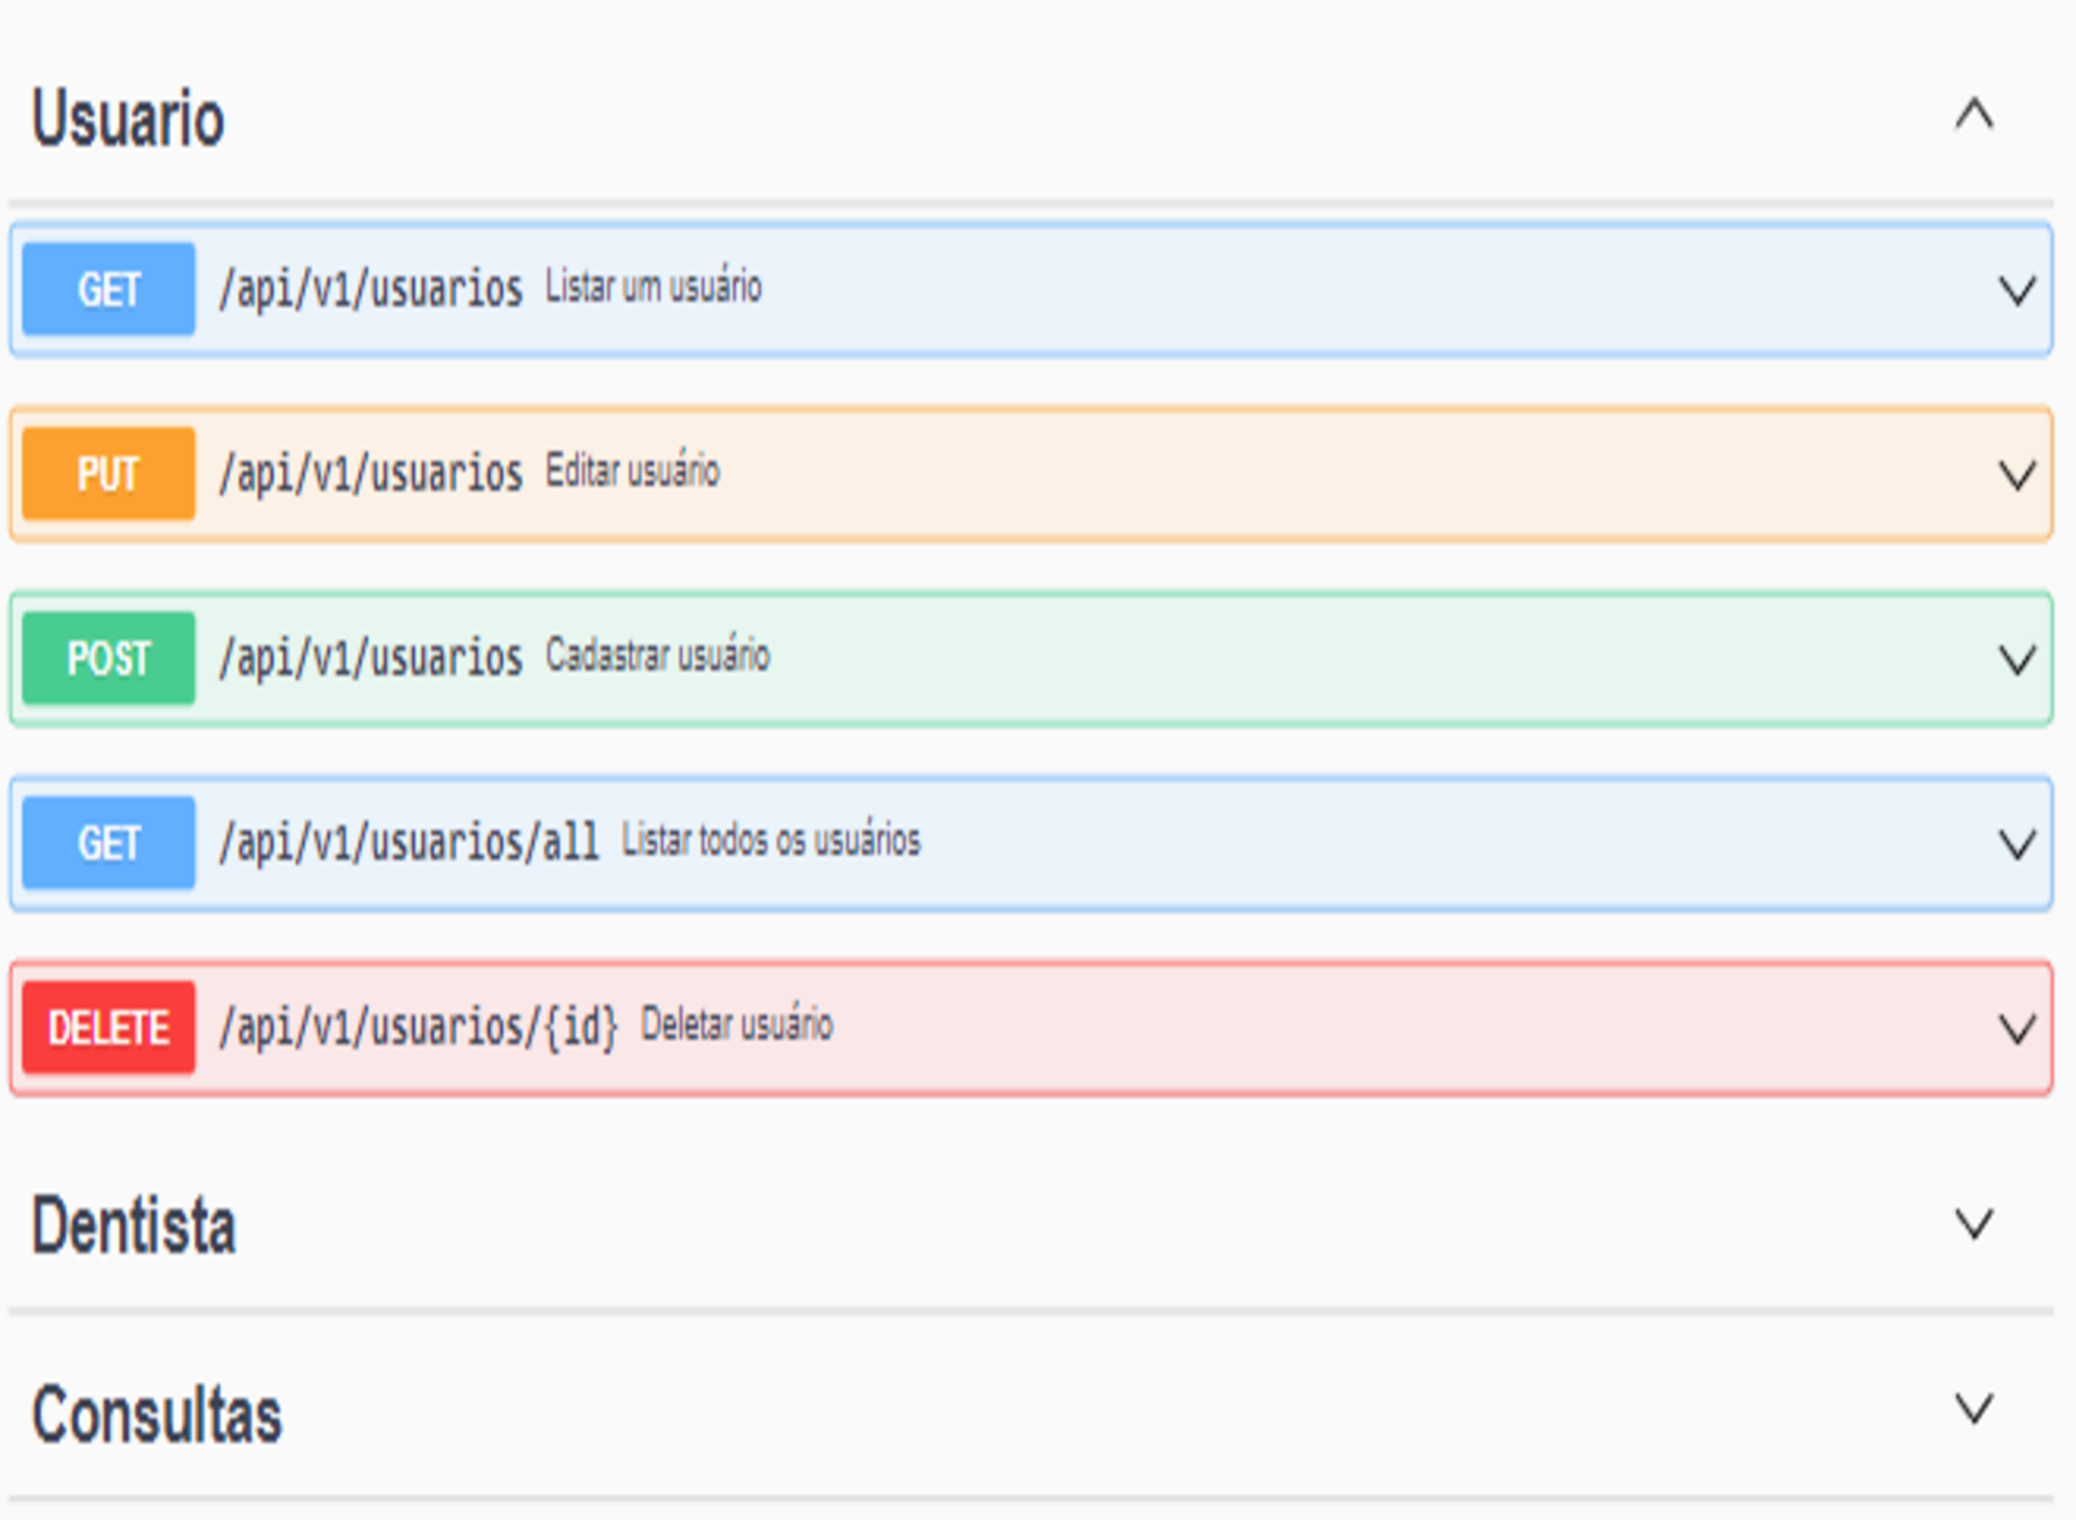 Usuario
GET /api/v1/usuarios Listar um usuário
PUT /api/v1/usuarios Editar usuário
POST /api/v1/usuarios Cadastrar usuário
GET /api/v1/usuarios/all Listar todos os usuários
DELETE /api/v1/usuarios/{id} Deletar usuário
Dentista
Consultas